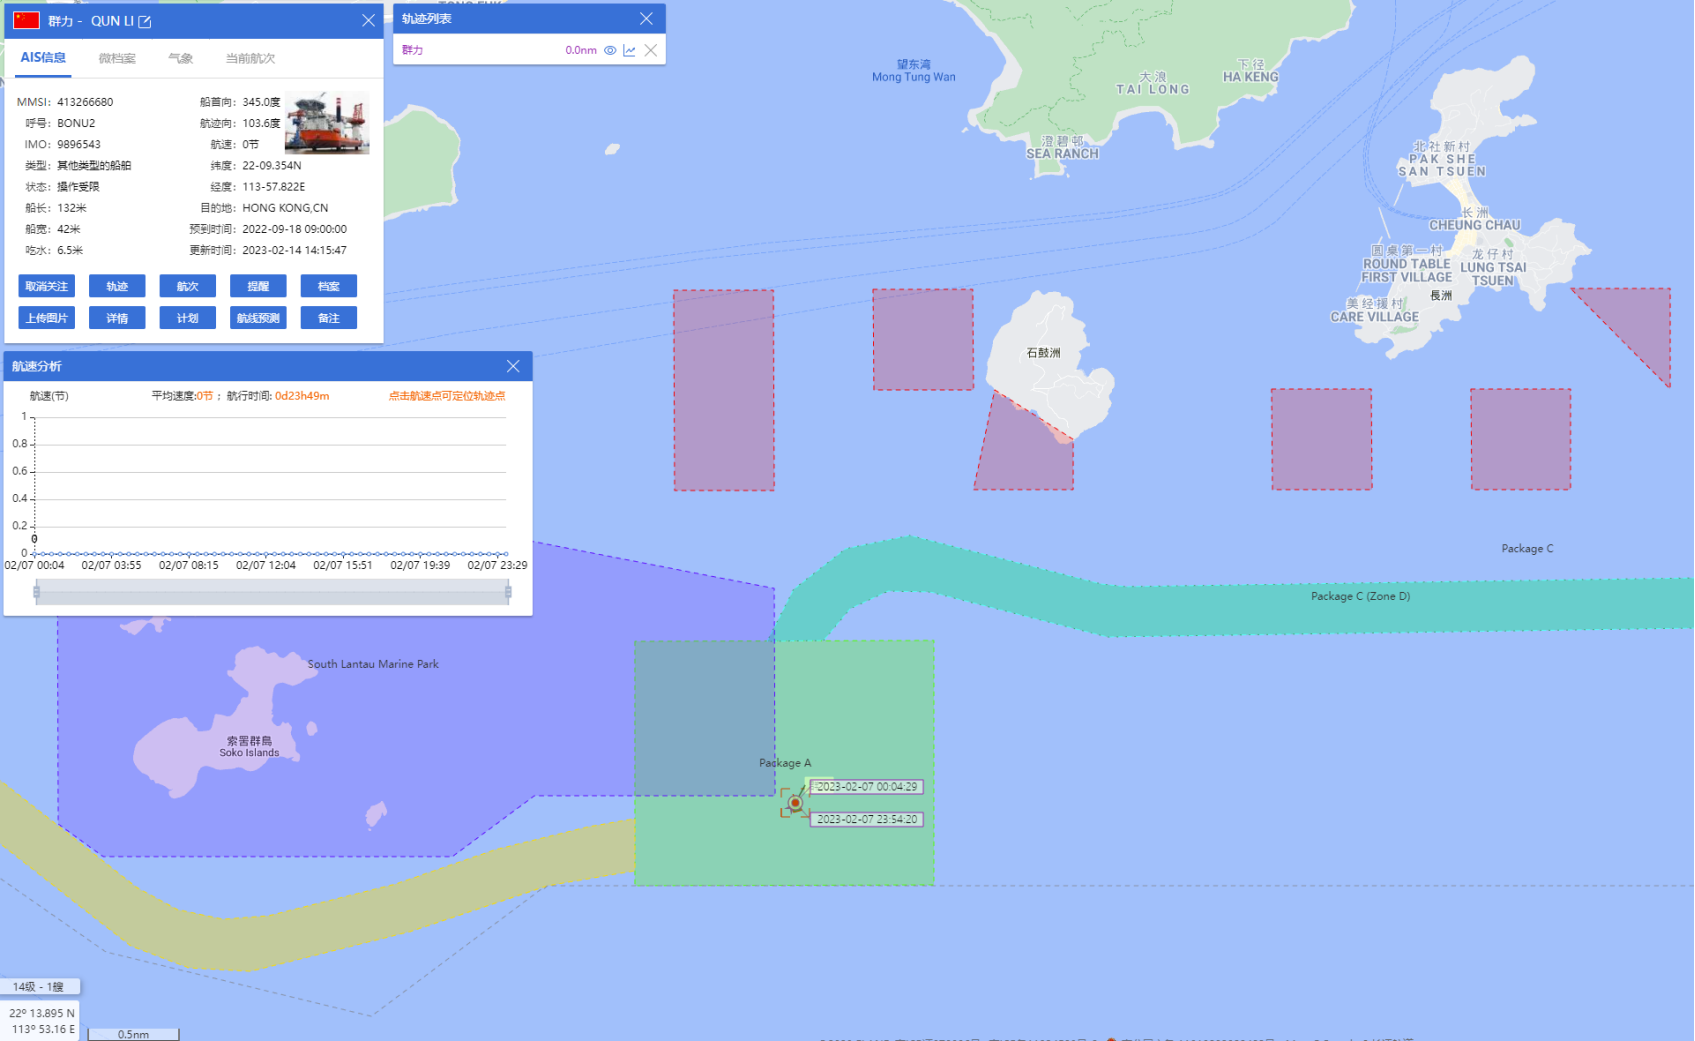 群力 - QUN LI
AIS信息 微档案 气象 当前航次
MMSI: 413266680 船首向: 345.0度
呼号: BONU2 航迹向: 103.6度
IMO: 9896543 航速: 0节
类型: 其他类型的船舶 纬度: 22-09.354N
状态: 操作受限 经度: 113-57.822E
船长: 132米 目的地: HONG KONG,CN
船宽: 42米 预到时间: 2022-09-18 09:00:00
吃水: 6.5米 更新时间: 2023-02-14 14:15:47
取消关注 轨迹 航次 提醒 档案
上传图片 详情 计划 航线预测 备注
轨迹列表
群力 0.0nm
航速分析
航速(节) 平均速度:0节 ; 航行时间: 0d23h49m 点击航速点可定位轨迹点
1
0.8
0.6
0.4
0.2
0
0
02/07 00:04 02/07 03:55 02/07 08:15 02/07 12:04 02/07 15:51 02/07 19:39 02/07 23:29
望东湾
Mong Tung Wan
大浪
TAI LONG
下径
HA KENG
澄碧邨
SEA RANCH
北社新村
PAK SHE
SAN TSUEN
长洲
CHEUNG CHAU
圆桌第一村
ROUND TABLE
FIRST VILLAGE
龙仔村
LUNG TSAI
TSUEN
長洲
美经援村
CARE VILLAGE
石鼓洲
Package C
Package C (Zone D)
South Lantau Marine Park
索罟群島
Soko Islands
Package A
2023-02-07 00:04:29
2023-02-07 23:54:20
14级 - 1艘
22º 13.895 N
113º 53.16 E
0.5nm